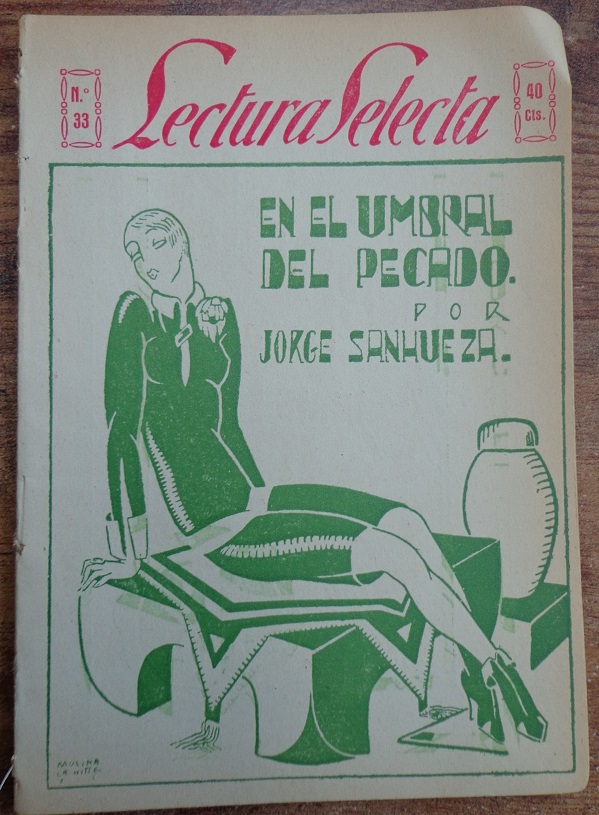 N.°
33
Lectura Selecta
40
Cts.
EN EL UMBRAL
DEL PECADO.
POR
JORGE SANHUEZA.